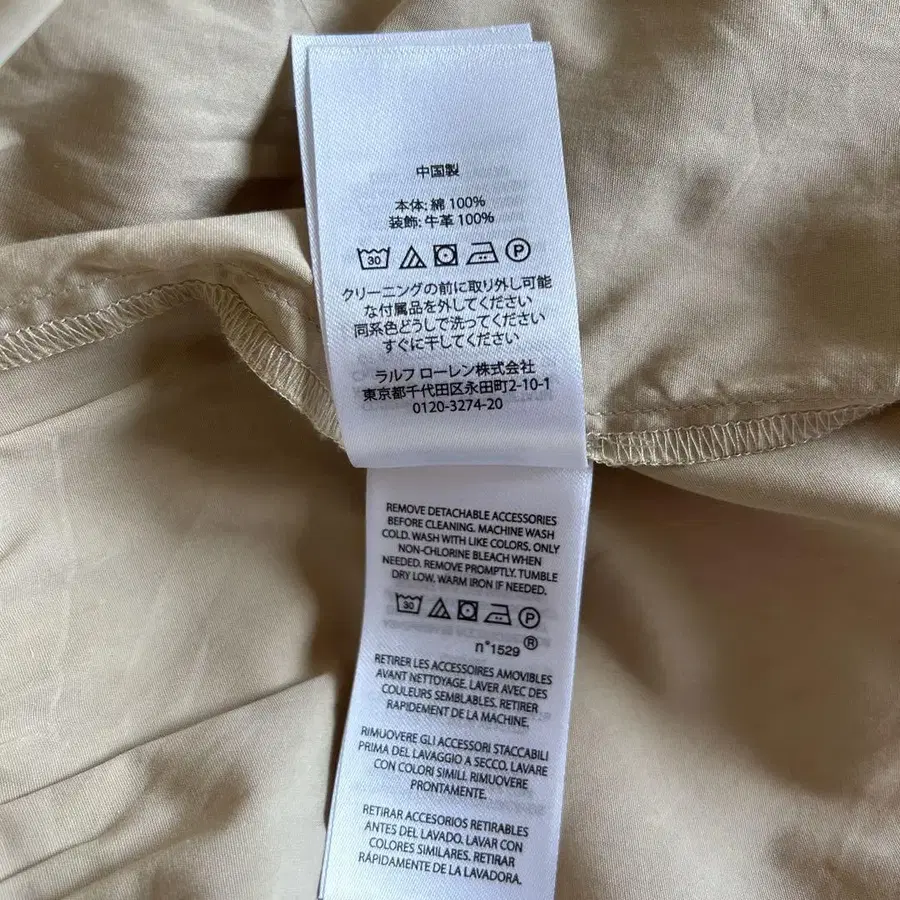 中国製
本体: 綿 100%
装飾: 牛革 100%
30
P
クリーニングの前に取り外し可能
な付属品を外してください
同系色どうしで洗ってください
すぐに干してください
ラルフ ローレン株式会社
東京都千代田区永田町2-10-1
0120-3274-20
REMOVE DETACHABLE ACCESSORIES
BEFORE CLEANING. MACHINE WASH
COLD. WASH WITH LIKE COLORS. ONLY
NON-CHLORINE BLEACH WHEN
NEEDED. REMOVE PROMPTLY. TUMBLE
DRY LOW. WARM IRON IF NEEDED.
30
P
n°1529 ®
RETIRER LES ACCESSOIRES AMOVIBLES
AVANT NETTOYAGE. LAVER AVEC DES
COULEURS SEMBLABLES. RETIRER
RAPIDEMENT DE LA MACHINE.
RIMUOVERE GLI ACCESSORI STACCABILI
PRIMA DEL LAVAGGIO A SECCO. LAVARE
CON COLORI SIMILI. RIMUOVERE
PRONTAMENTE.
RETIRAR ACCESORIOS RETIRABLES
ANTES DEL LAVADO. LAVAR CON
COLORES SIMILARES. RETIRAR
RÁPIDAMENTE DE LA LAVADORA.